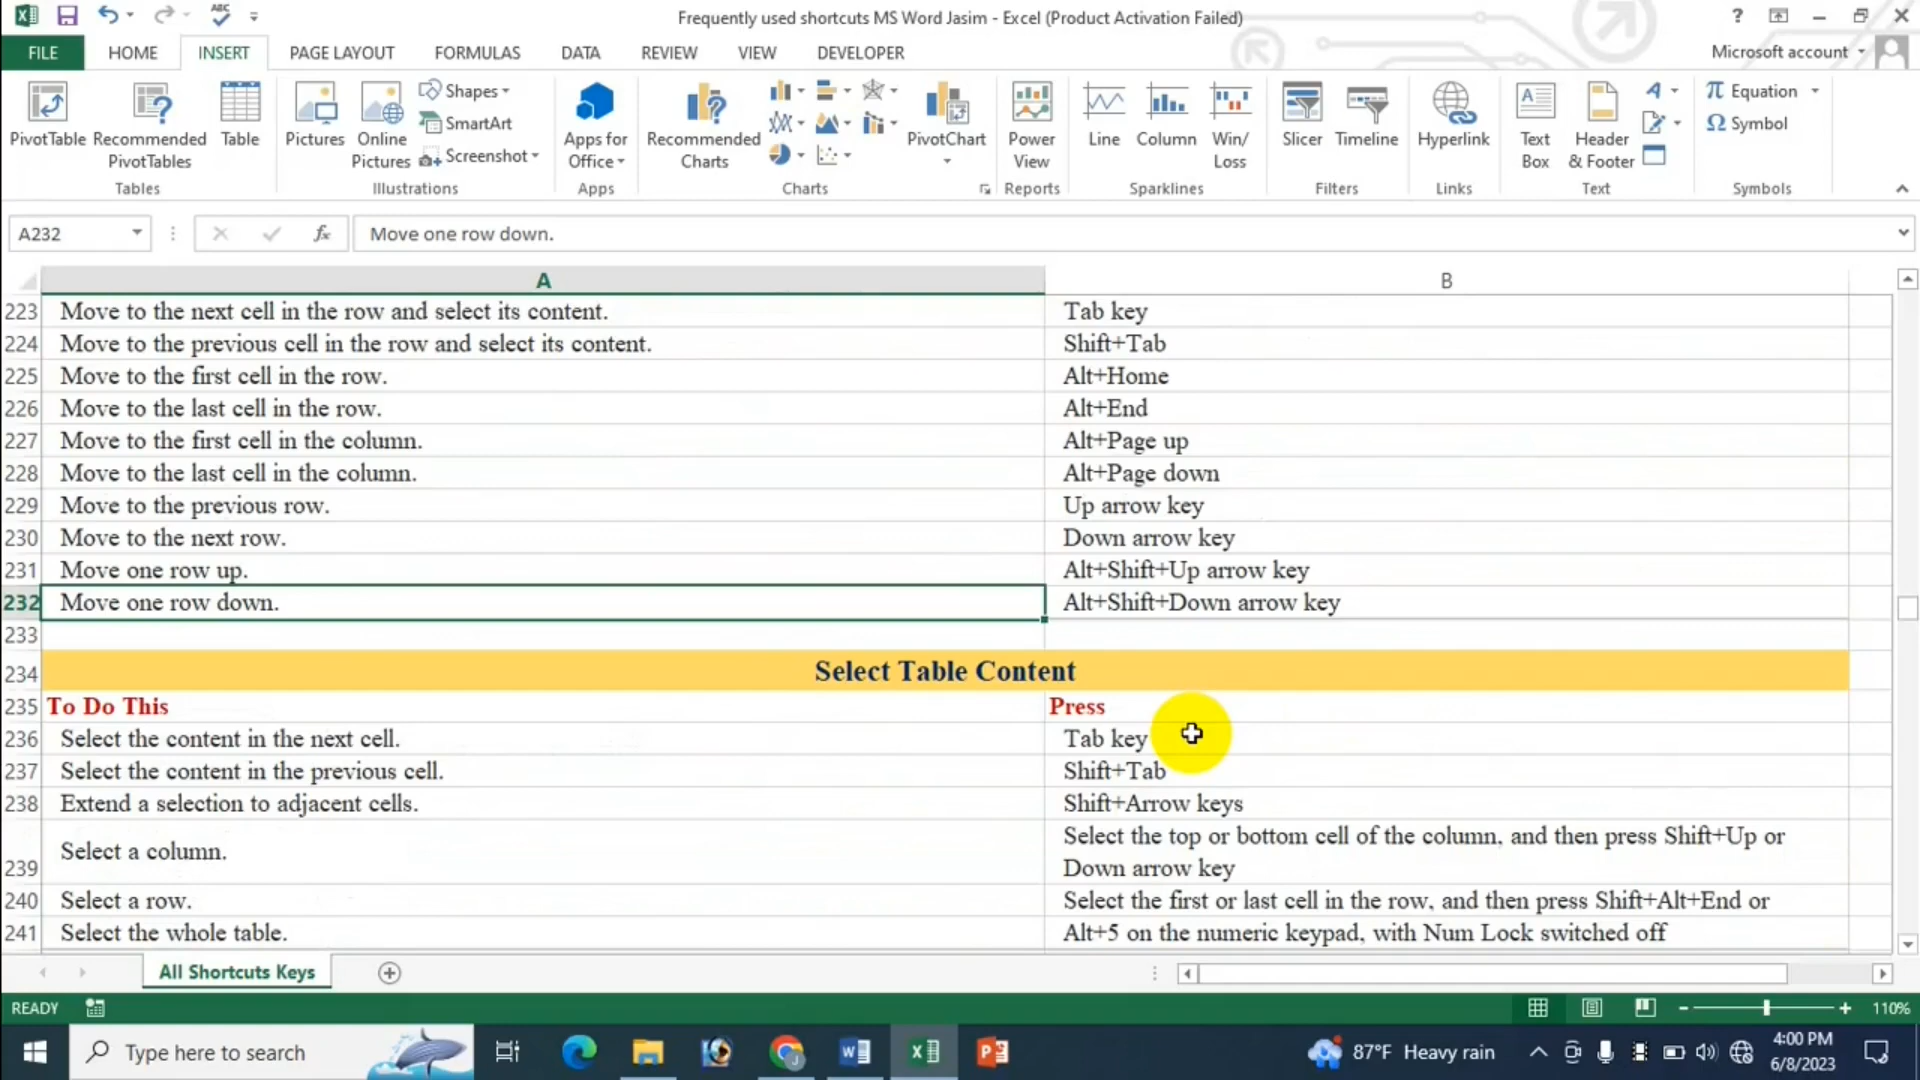 Frequently used shortcuts MS Word Jasim - Excel (Product Activation Failed)
FILE HOME INSERT PAGE LAYOUT FORMULAS DATA REVIEW VIEW DEVELOPER Microsoft account
PivotTable Recommended PivotTables Table
Tables
Pictures Online Pictures Shapes SmartArt Screenshot
Illustrations
Apps for Office
Apps
Recommended Charts PivotChart
Charts
Power View
Reports
Line Column Win/Loss
Sparklines
Slicer Timeline
Filters
Hyperlink
Links
Text Box Header & Footer
Text
π Equation
Ω Symbol
Symbols
A232 fx Move one row down.
A B
223 Move to the next cell in the row and select its content. Tab key
224 Move to the previous cell in the row and select its content. Shift+Tab
225 Move to the first cell in the row. Alt+Home
226 Move to the last cell in the row. Alt+End
227 Move to the first cell in the column. Alt+Page up
228 Move to the last cell in the column. Alt+Page down
229 Move to the previous row. Up arrow key
230 Move to the next row. Down arrow key
231 Move one row up. Alt+Shift+Up arrow key
232 Move one row down. Alt+Shift+Down arrow key
233
234 Select Table Content
235 To Do This Press
236 Select the content in the next cell. Tab key
237 Select the content in the previous cell. Shift+Tab
238 Extend a selection to adjacent cells. Shift+Arrow keys
239 Select a column. Select the top or bottom cell of the column, and then press Shift+Up or
Down arrow key
240 Select a row. Select the first or last cell in the row, and then press Shift+Alt+End or
241 Select the whole table. Alt+5 on the numeric keypad, with Num Lock switched off
All Shortcuts Keys
READY 110%
Type here to search 87°F Heavy rain 4:00 PM
6/8/2023